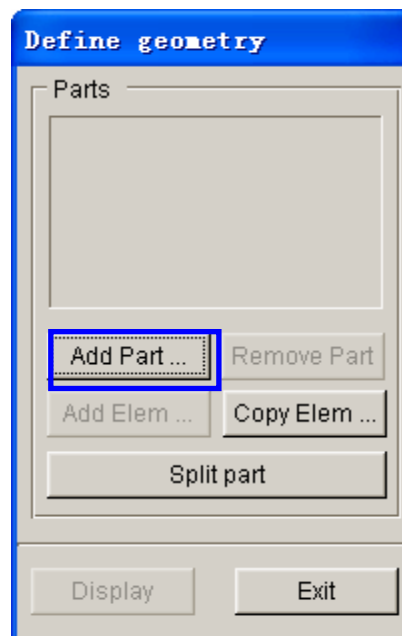 Define geometry
Parts
Add Part ... Remove Part
Add Elem ... Copy Elem ...
Split part
Display Exit